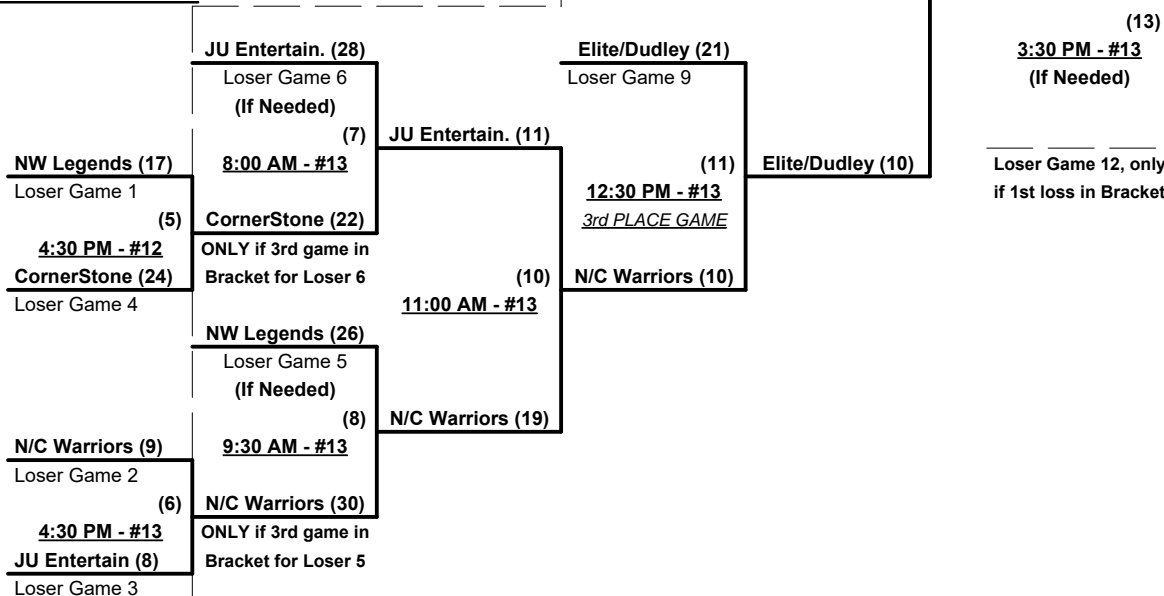 (13)
JU Entertain. (28)
Elite/Dudley (21)
3:30 PM - #13
Loser Game 6
Loser Game 9
(If Needed)
(If Needed)
(7)
JU Entertain. (11)
NW Legends (17)
8:00 AM - #13
(11)
Elite/Dudley (10)
Loser Game 12, only
Loser Game 1
12:30 PM - #13
if 1st loss in Bracket
(5)
CornerStone (22)
3rd PLACE GAME
4:30 PM - #12
ONLY if 3rd game in
CornerStone (24)
Bracket for Loser 6
(10)
N/C Warriors (10)
Loser Game 4
11:00 AM - #13
NW Legends (26)
Loser Game 5
(If Needed)
(8)
N/C Warriors (19)
N/C Warriors (9)
9:30 AM - #13
Loser Game 2
(6)
N/C Warriors (30)
4:30 PM - #13
ONLY if 3rd game in
JU Entertain (8)
Bracket for Loser 5
Loser Game 3